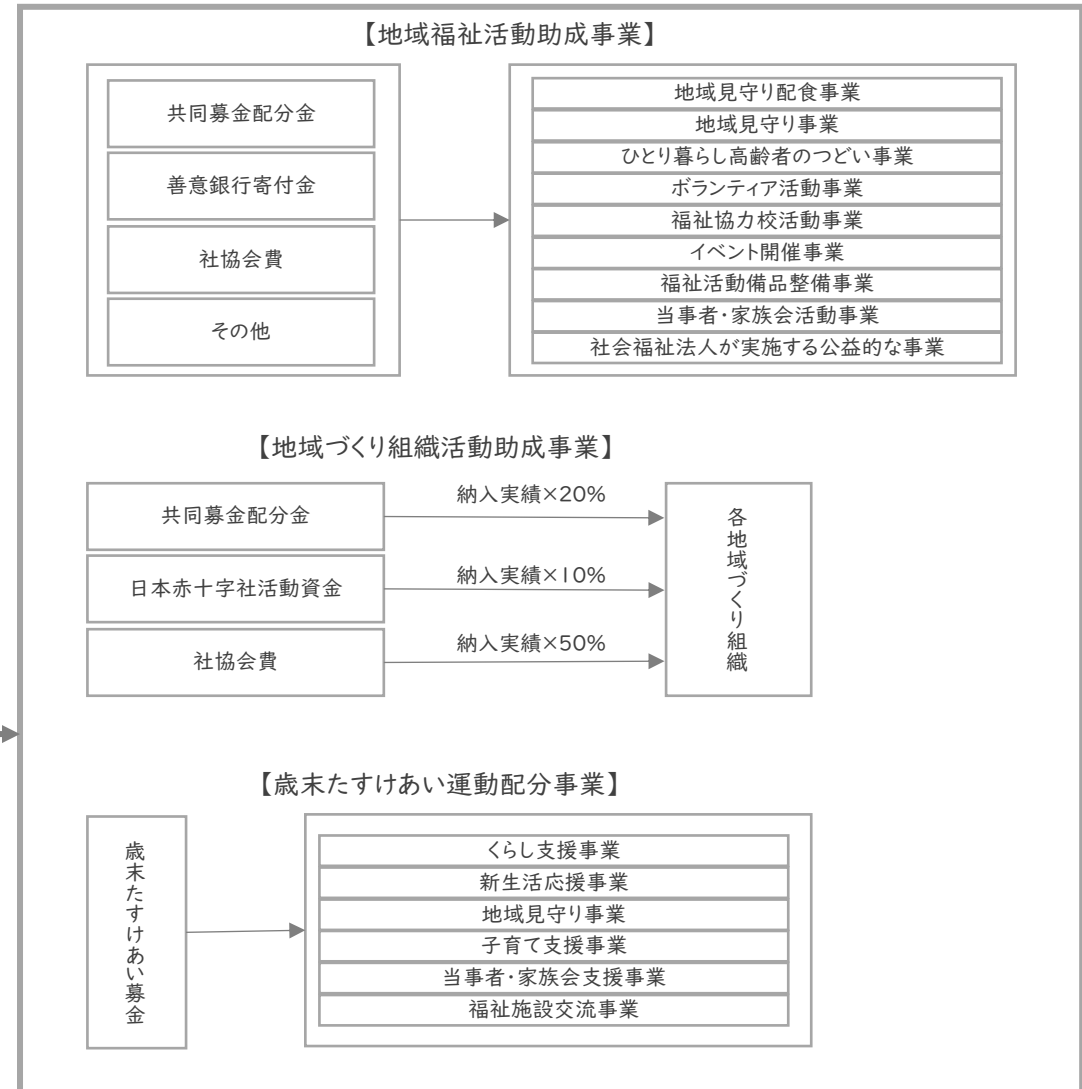 【地域福祉活動助成事業】
共同募金配分金
善意銀行寄付金
社協会費
その他
地域見守り配食事業
地域見守り事業
ひとり暮らし高齢者のつどい事業
ボランティア活動事業
福祉協力校活動事業
イベント開催事業
福祉活動備品整備事業
当事者・家族会活動事業
社会福祉法人が実施する公益的な事業
【地域づくり組織活動助成事業】
共同募金配分金
納入実績×20%
日本赤十字社活動資金
納入実績×10%
社協会費
納入実績×50%
各地域づくり組織
【歳末たすけあい運動配分事業】
歳末たすけあい募金
くらし支援事業
新生活応援事業
地域見守り事業
子育て支援事業
当事者・家族会支援事業
福祉施設交流事業